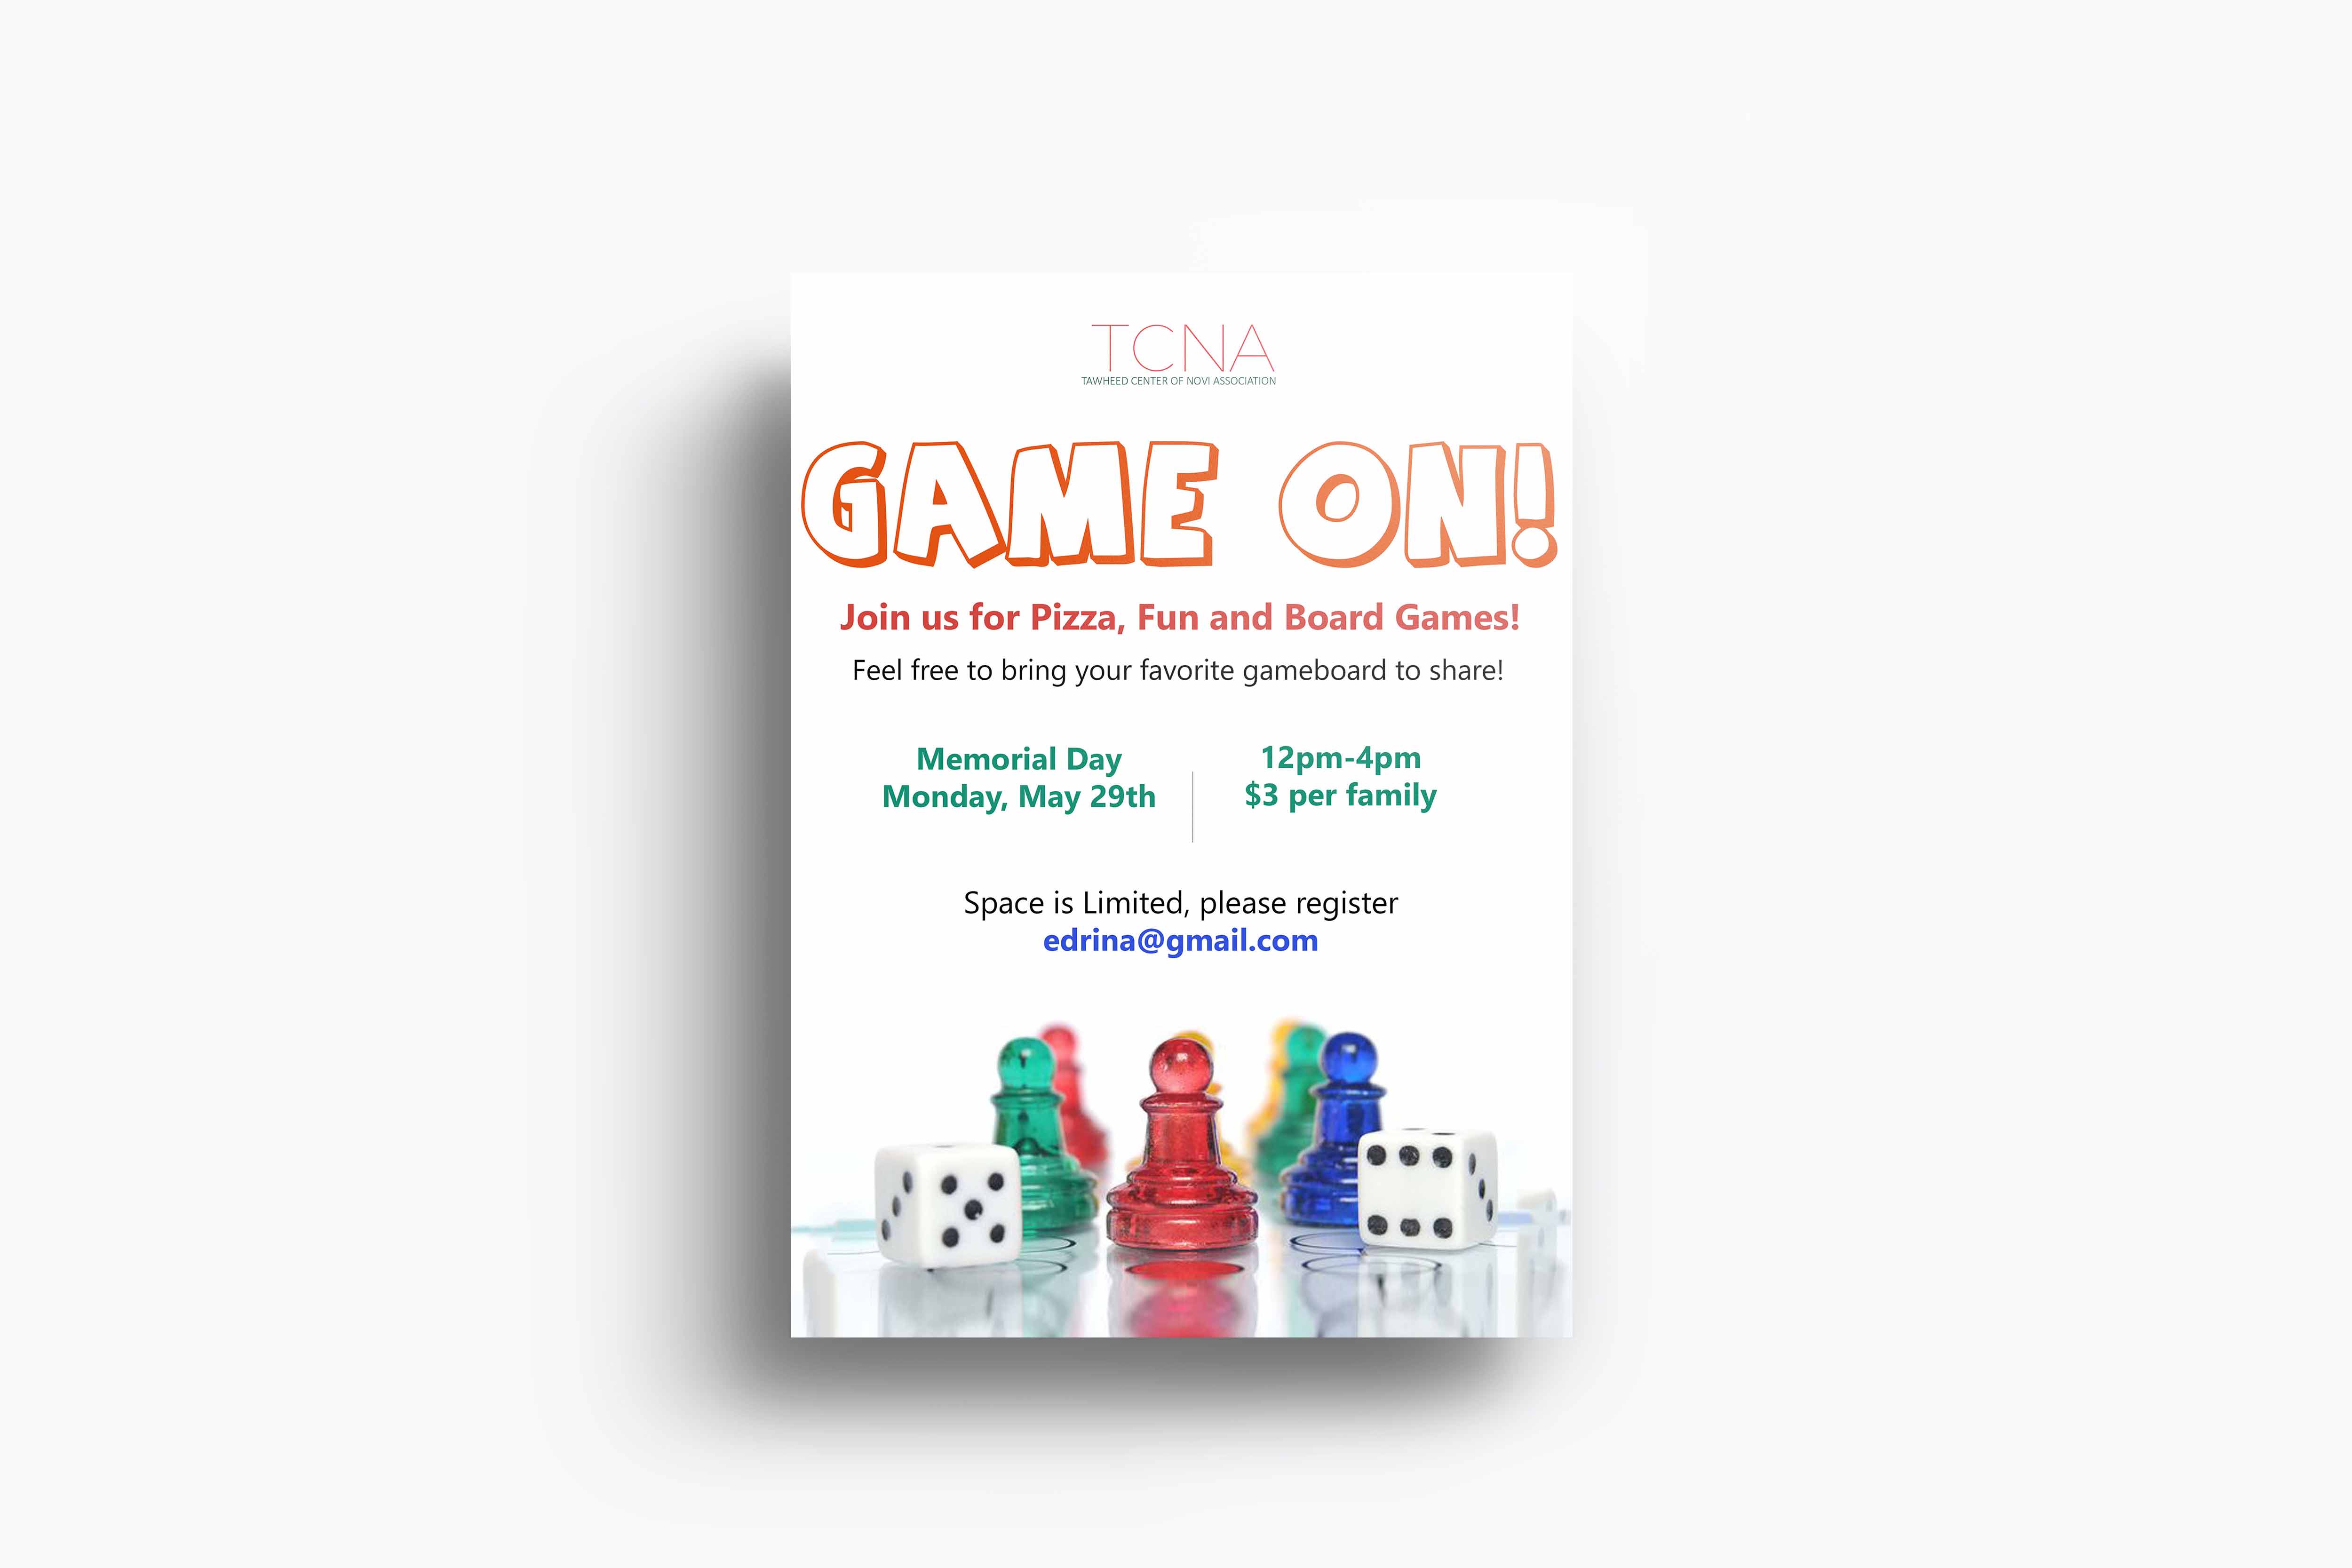 TCNA
TAWHEED CENTER OF NOVI ASSOCIATION
GAME ON!
Join us for Pizza, Fun and Board Games!
Feel free to bring your favorite gameboard to share!
Memorial Day
Monday, May 29th
12pm-4pm
$3 per family
Space is Limited, please register
edrina@gmail.com